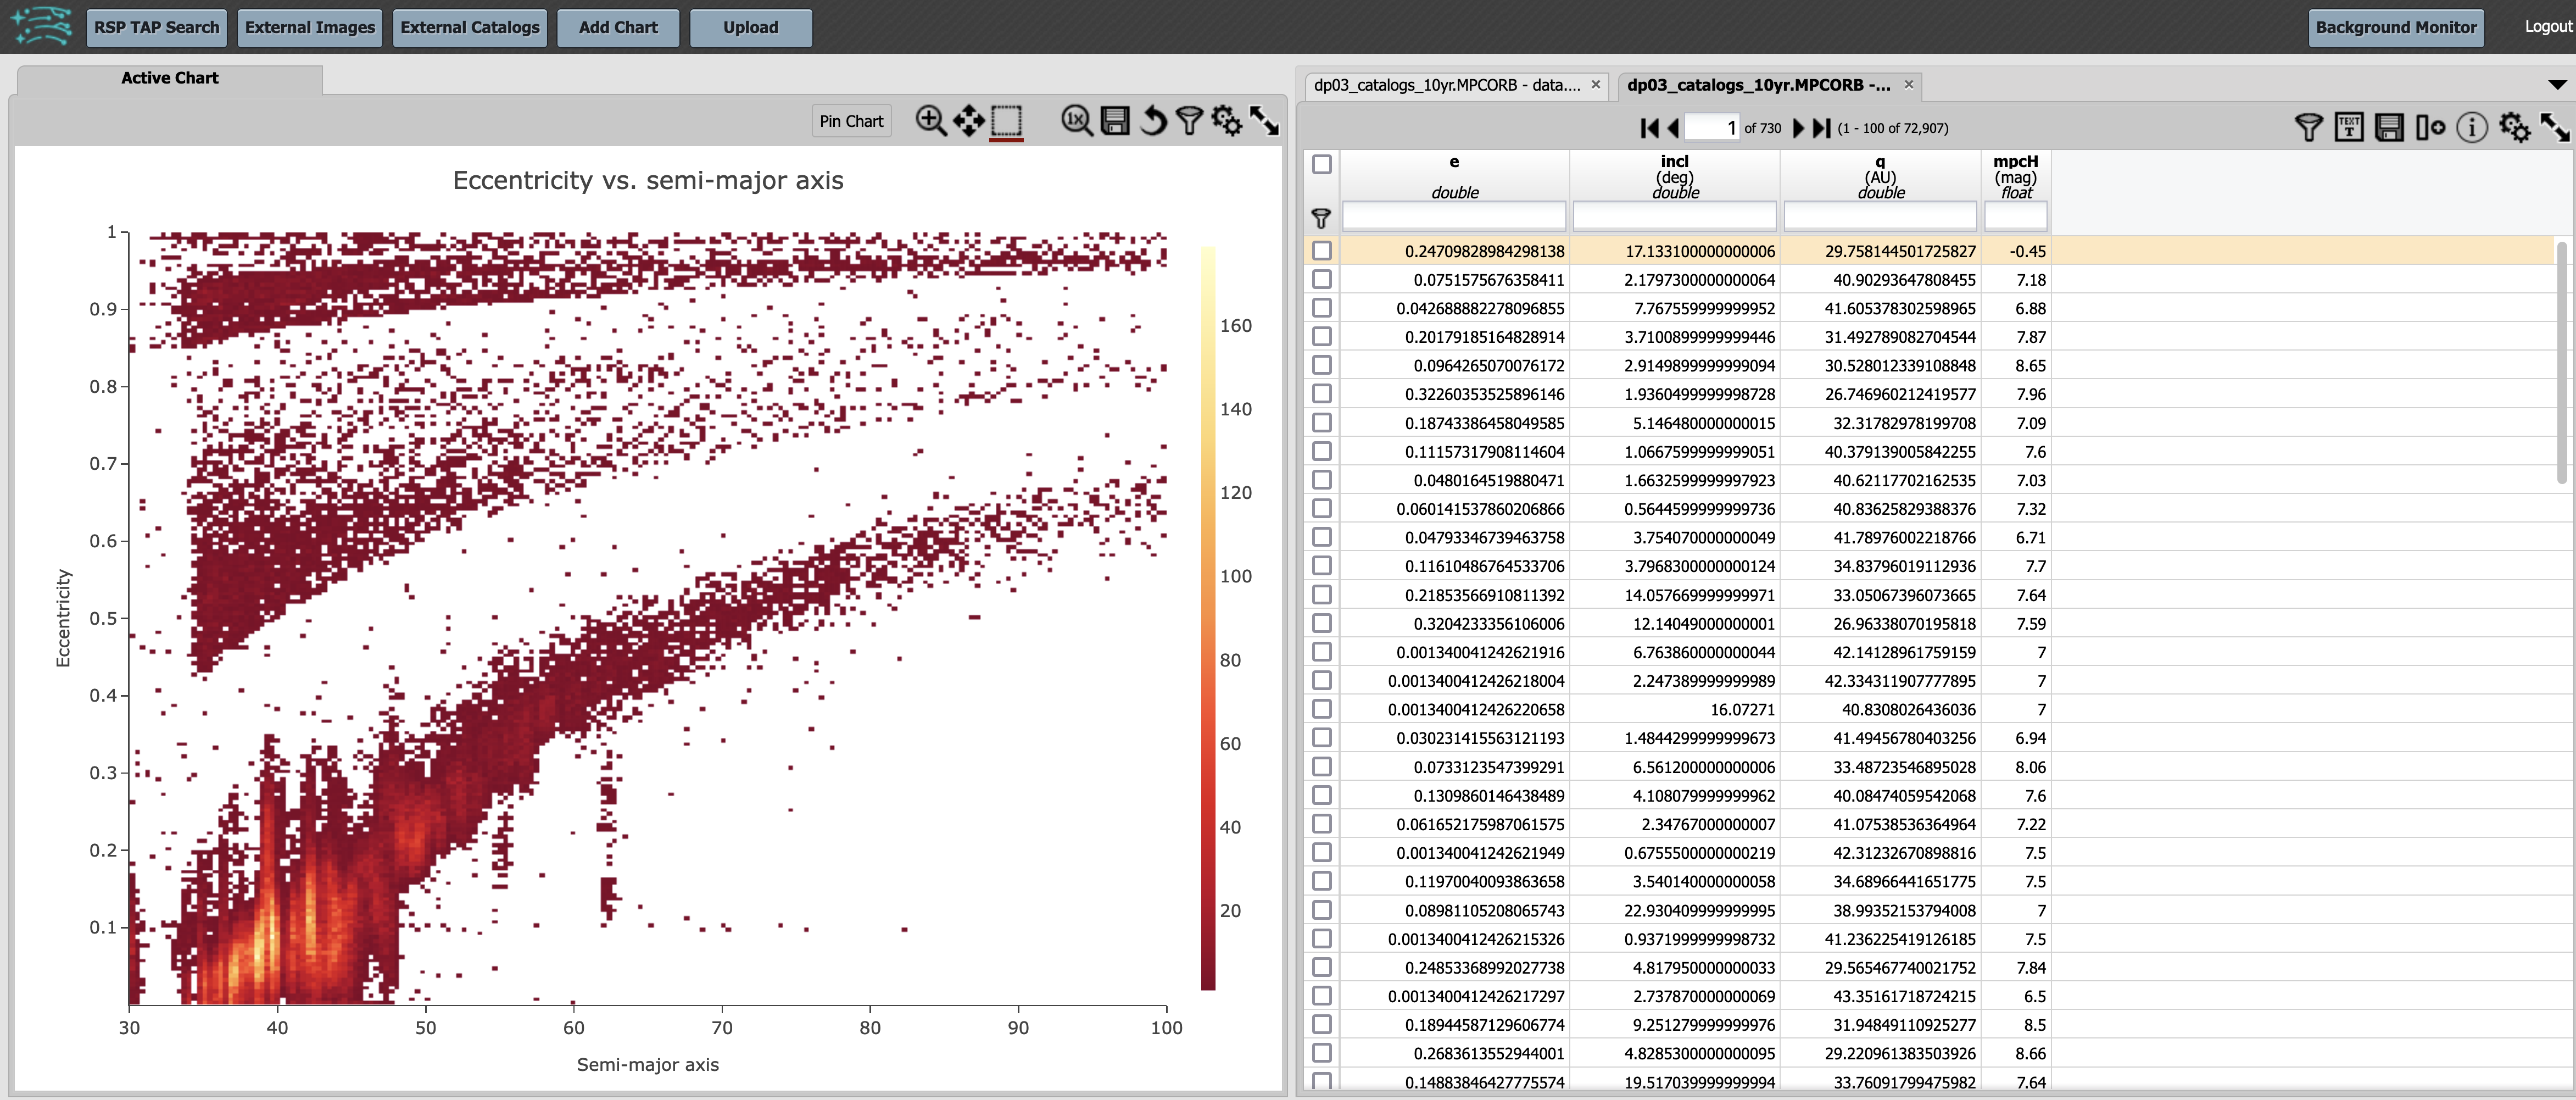 RSP TAP Search External Images External Catalogs Add Chart Upload Background Monitor Logout
Active Chart
Pin Chart
Eccentricity vs. semi-major axis
1
0.9
0.8
0.7
0.6
0.5
0.4
0.3
0.2
0.1
Eccentricity
30 40 50 60 70 80 90 100
Semi-major axis
160
140
120
100
80
60
40
20
dp03_catalogs_10yr.MPCORB - data.... × dp03_catalogs_10yr.MPCORB -... ×
1 of 730 (1 - 100 of 72,907)
TEXT T
e incl q mpcH
(deg) (AU) (mag)
double double double float
0.24709828984298138 17.133100000000006 29.758144501725827 -0.45
0.0751575676358411 2.1797300000000064 40.90293647808455 7.18
0.042688882278096855 7.767559999999952 41.605378302598965 6.88
0.20179185164828914 3.7100899999999446 31.492789082704544 7.87
0.0964265070076172 2.9149899999999094 30.528012339108848 8.65
0.32260353525896146 1.9360499999998728 26.746960212419577 7.96
0.18743386458049585 5.146480000000015 32.31782978199708 7.09
0.11157317908114604 1.0667599999999051 40.379139005842255 7.6
0.0480164519880471 1.6632599999997923 40.62117702162535 7.03
0.060141537860206866 0.5644599999999736 40.83625829388376 7.32
0.04793346739463758 3.754070000000049 41.78976002218766 6.71
0.11610486764533706 3.7968300000000124 34.83796019112936 7.7
0.21853566910811392 14.057669999999971 33.05067396073665 7.64
0.3204233356106006 12.14049000000001 26.96338070195818 7.59
0.001340041242621916 6.763860000000044 42.14128961759159 7
0.0013400412426218004 2.247389999999989 42.334311907777895 7
0.0013400412426220658 16.07271 40.8308026436036 7
0.030231415563121193 1.4844299999999673 41.49456780403256 6.94
0.0733123547399291 6.561200000000006 33.48723546895028 8.06
0.1309860146438489 4.108079999999962 40.08474059542068 7.6
0.061652175987061575 2.34767000000007 41.07538536364964 7.22
0.001340041242621949 0.6755500000000219 42.31232670898816 7.5
0.11970040093863658 3.540140000000058 34.68966441651775 7.5
0.08981105208065743 22.930409999999995 38.99352153794008 7
0.0013400412426215326 0.9371999999998732 41.236225419126185 7.5
0.24853368992027738 4.817950000000033 29.565467740021752 7.84
0.0013400412426217297 2.737870000000069 43.35161718724215 6.5
0.18944587129606774 9.251279999999976 31.94849110925277 8.5
0.2683613552944001 4.8285300000000095 29.220961383503926 8.66
0.14883846427775574 19.517039999999994 33.76091799475982 7.64